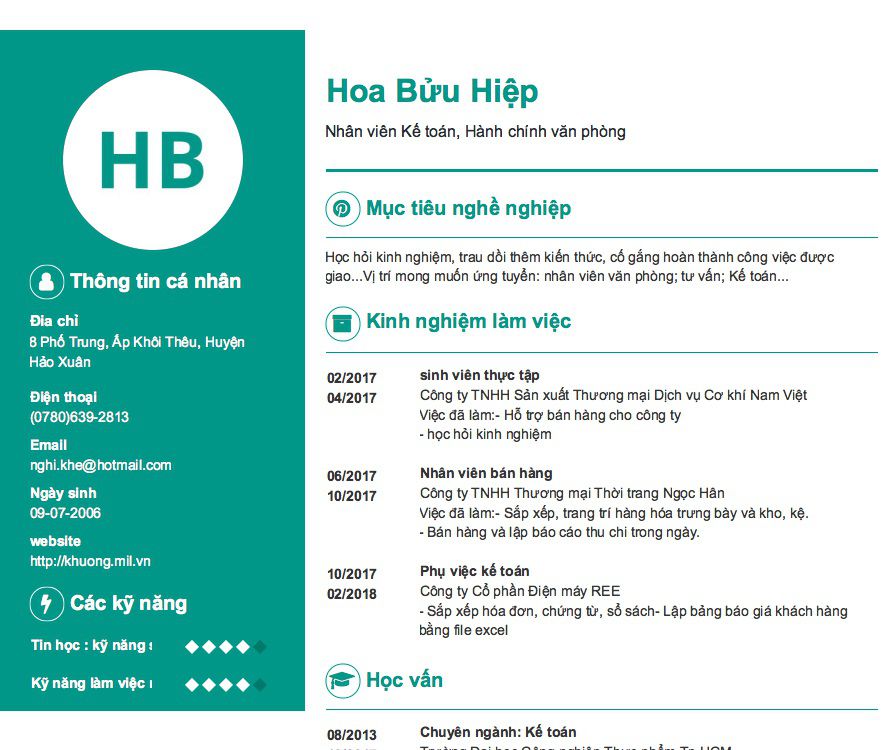 HB
Thông tin cá nhân
Đia chỉ
8 Phố Trung, Ấp Khôi Thêu, Huyện
Hảo Xuân
Điện thoại
(0780)639-2813
Email
nghi.khe@hotmail.com
Ngày sinh
09-07-2006
website
http://khuong.mil.vn
Các kỹ năng
Tin học : kỹ năng
Kỹ năng làm việc
Hoa Bửu Hiệp
Nhân viên Kế toán, Hành chính văn phòng
Mục tiêu nghề nghiệp
Học hỏi kinh nghiệm, trau dồi thêm kiến thức, cố gắng hoàn thành công việc được
giao...Vị trí mong muốn ứng tuyển: nhân viên văn phòng; tư vấn; Kế toán...
Kinh nghiệm làm việc
02/2017 sinh viên thực tập
04/2017 Công ty TNHH Sản xuất Thương mại Dịch vụ Cơ khí Nam Việt
Việc đã làm:- Hỗ trợ bán hàng cho công ty
- học hỏi kinh nghiệm
06/2017 Nhân viên bán hàng
10/2017 Công ty TNHH Thương mại Thời trang Ngọc Hân
Việc đã làm:- Sắp xếp, trang trí hàng hóa trưng bày và kho, kệ.
- Bán hàng và lập báo cáo thu chi trong ngày.
10/2017 Phụ việc kế toán
02/2018 Công ty Cổ phần Điện máy REE
- Sắp xếp hóa đơn, chứng từ, sổ sách- Lập bảng báo giá khách hàng
bằng file excel
Học vấn
08/2013 Chuyên ngành: Kế toán
Trường Đại học Công nghiệp Thực phẩm Tp.HCM